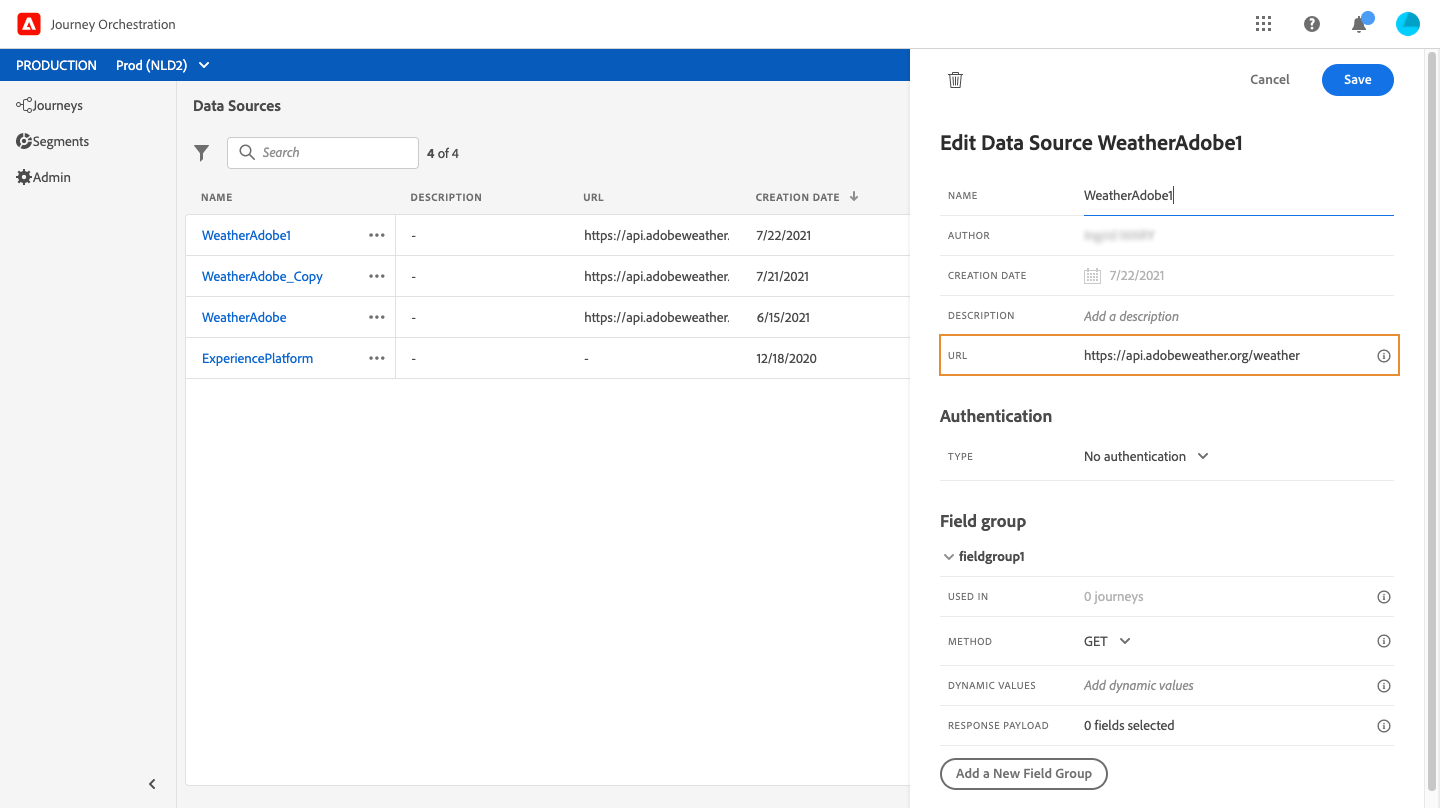 Journey Orchestration
PRODUCTION Prod (NLD2)
Journeys
Segments
Admin
Data Sources
Search
4 of 4
NAME DESCRIPTION URL CREATION DATE
WeatherAdobe1 - https://api.adobeweather. 7/22/2021
WeatherAdobe_Copy - https://api.adobeweather. 7/21/2021
WeatherAdobe - https://api.adobeweather. 6/15/2021
ExperiencePlatform - - 12/18/2020
Cancel Save
Edit Data Source WeatherAdobe1
NAME WeatherAdobe1
AUTHOR
CREATION DATE 7/22/2021
DESCRIPTION Add a description
URL https://api.adobeweather.org/weather
Authentication
TYPE No authentication
Field group
fieldgroup1
USED IN 0 journeys
METHOD GET
DYNAMIC VALUES Add dynamic values
RESPONSE PAYLOAD 0 fields selected
Add a New Field Group